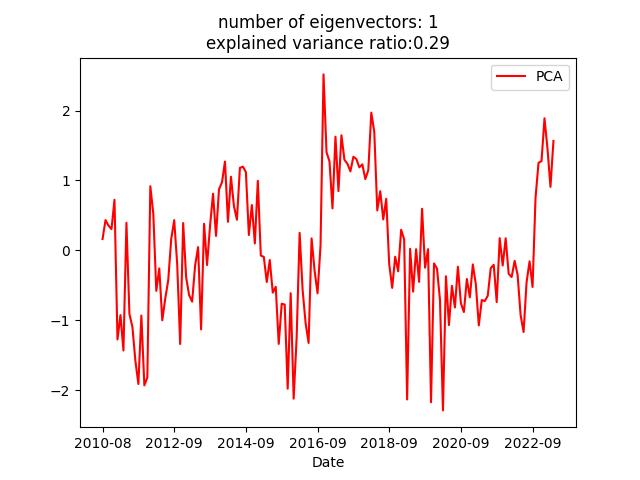 number of eigenvectors: 1
explained variance ratio:0.29
PCA
2
1
0
−1
−2
2010-08 2012-09 2014-09 2016-09 2018-09 2020-09 2022-09
Date